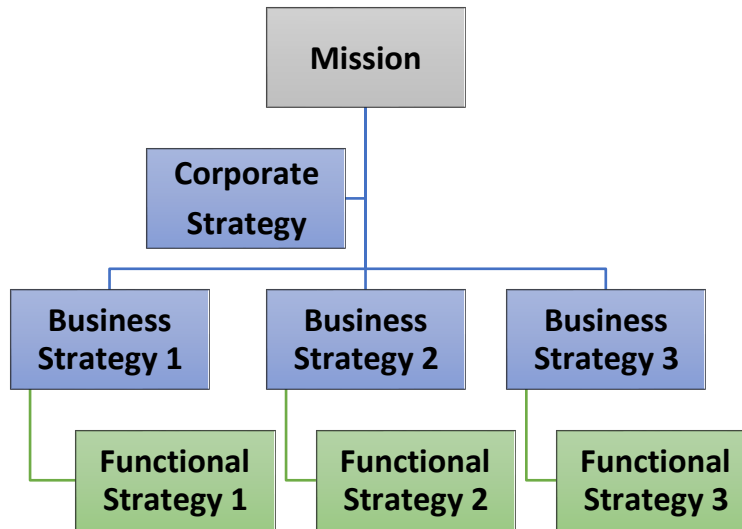 Mission
Corporate
Strategy
Business
Strategy 1
Business
Strategy 2
Business
Strategy 3
Functional
Strategy 1
Functional
Strategy 2
Functional
Strategy 3